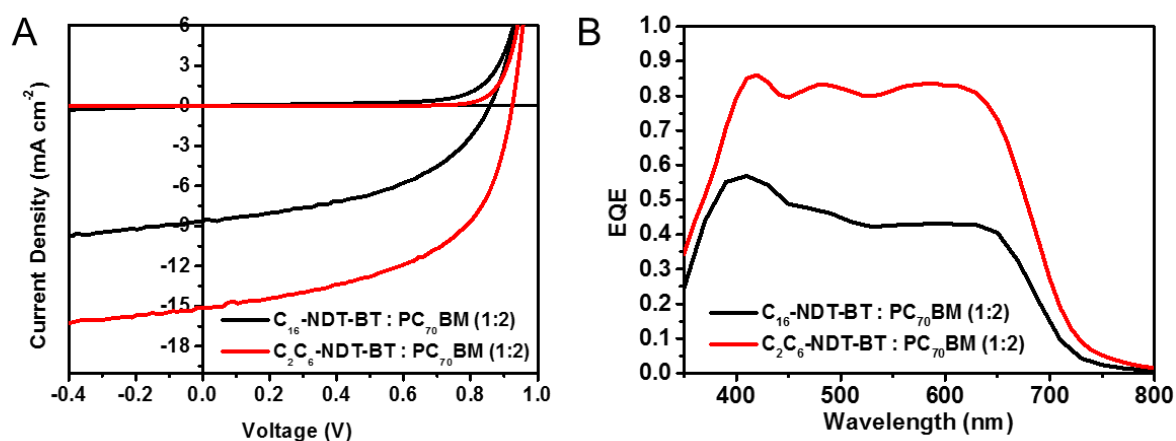 A
6
3
0
-3
-6
-9
-12
-15
-18
Current Density (mA cm⁻²)
C₁₆-NDT-BT : PC₇₀BM (1:2)
C₂C₆-NDT-BT : PC₇₀BM (1:2)
-0.4 -0.2 0.0 0.2 0.4 0.6 0.8 1.0
Voltage (V)
B
1.0
0.9
0.8
0.7
0.6
0.5
0.4
0.3
0.2
0.1
0.0
EQE
C₁₆-NDT-BT : PC₇₀BM (1:2)
C₂C₆-NDT-BT : PC₇₀BM (1:2)
400 500 600 700 800
Wavelength (nm)